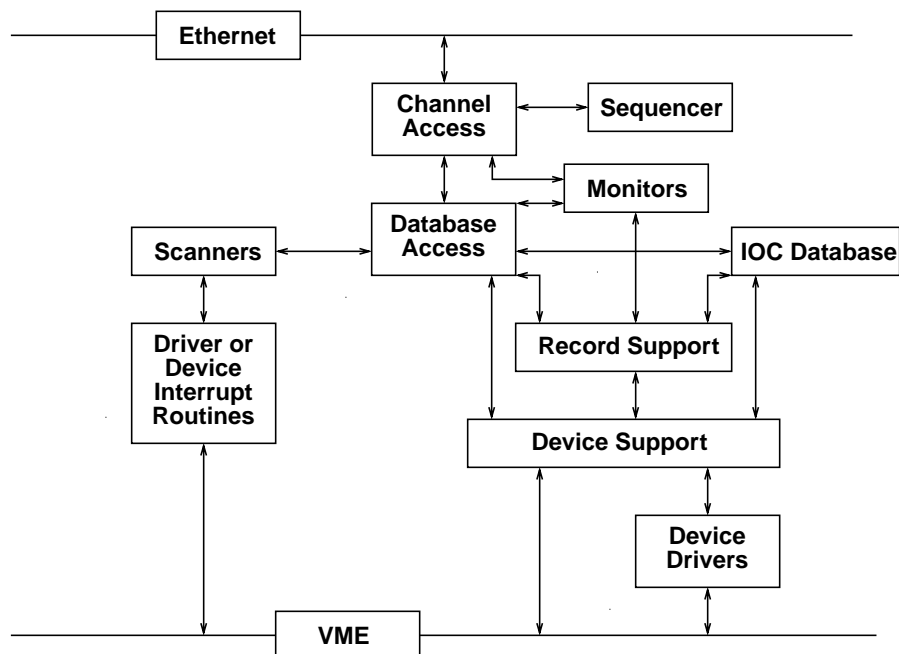 Ethernet
Channel
Access
Sequencer
Monitors
Database
Access
Scanners
IOC Database
Driver or
Device
Interrupt
Routines
Record Support
Device Support
Device
Drivers
VME